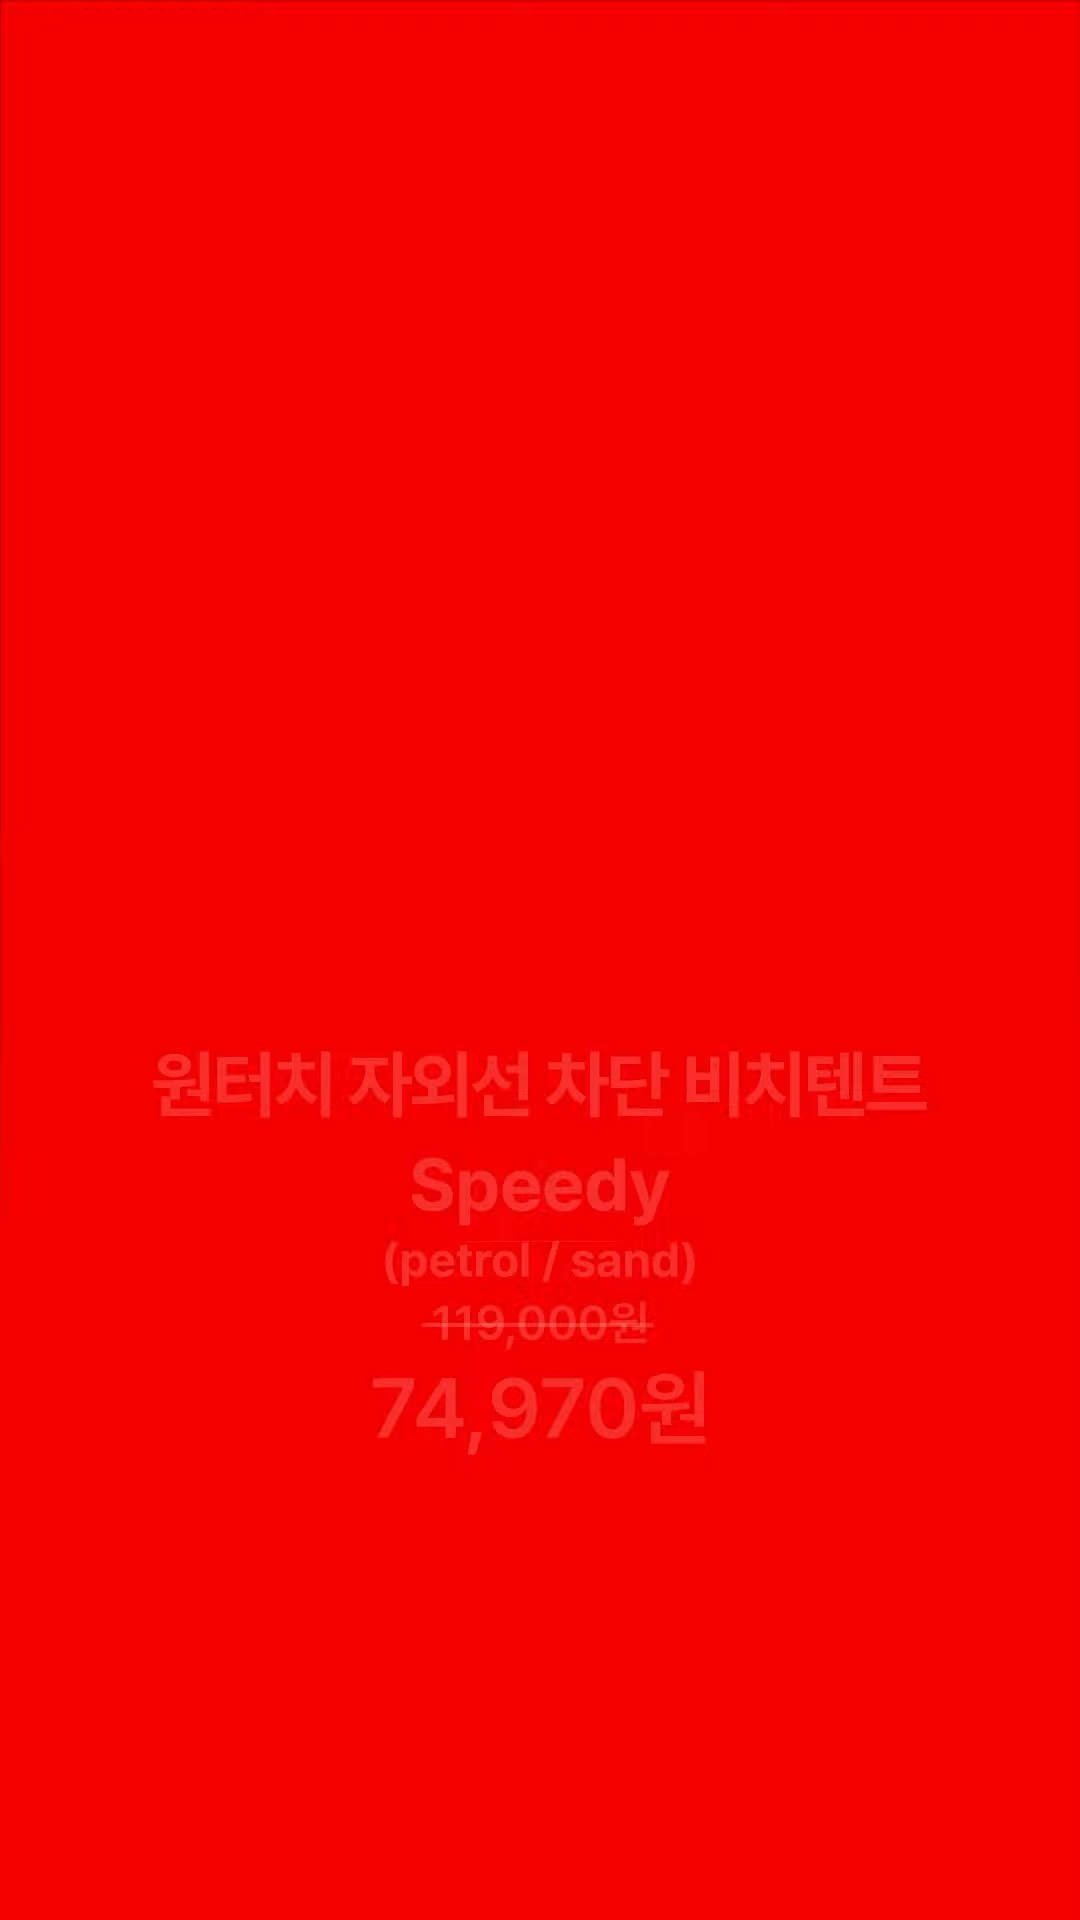 원터치 자외선 차단 비치텐트
Speedy
(petrol / sand)
119,000원
74,970원